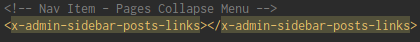 <!-- Nav Item - Pages Collapse Menu -->
<x-admin-sidebar-posts-links></x-admin-sidebar-posts-links>